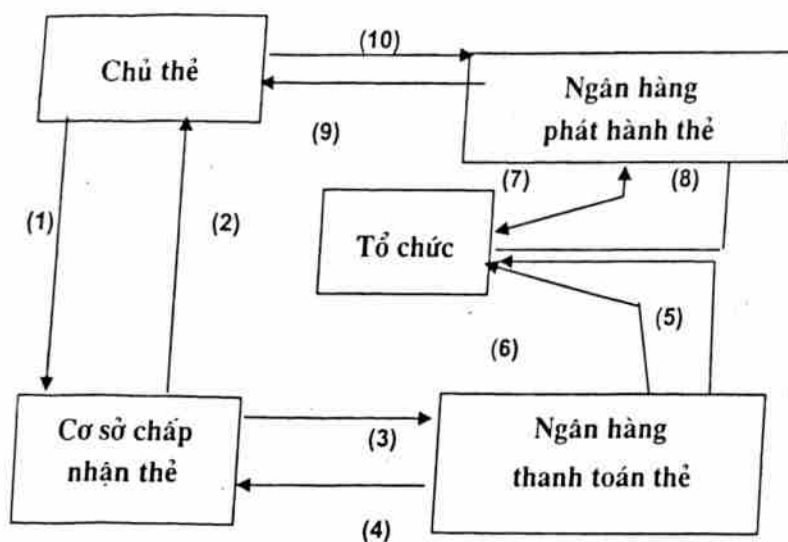 (10)
Chủ thẻ
Ngân hàng
phát hành thẻ
(9)
(7)
(8)
(1)
(2)
Tổ chức
(5)
(6)
Cơ sở chấp
nhận thẻ
(3)
Ngân hàng
thanh toán thẻ
(4)